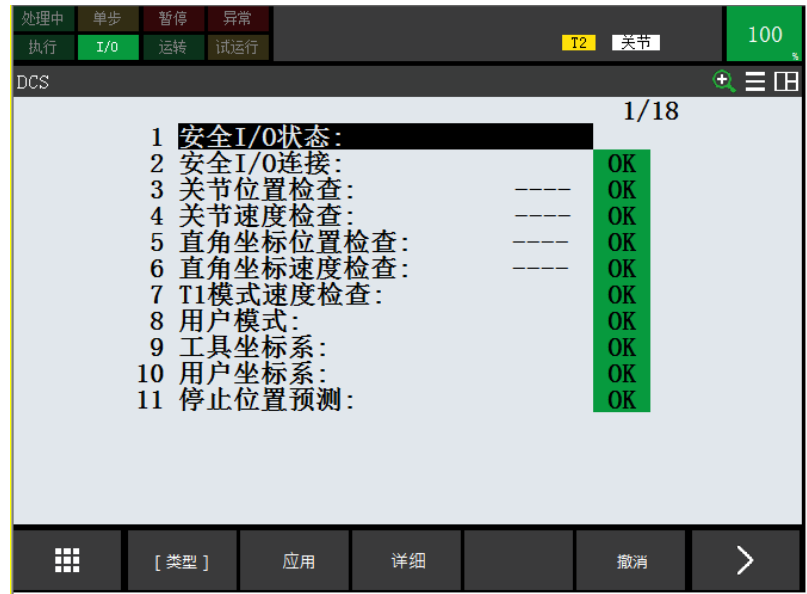 处理中 单步 暂停 异常
执行 I/O 运转 试运行 T2 关节 100 %
DCS
1/18
1 安全I/O状态:
2 安全I/O连接: OK
3 关节位置检查: ---- OK
4 关节速度检查: ---- OK
5 直角坐标位置检查: ---- OK
6 直角坐标速度检查: ---- OK
7 T1模式速度检查: OK
8 用户模式: OK
9 工具坐标系: OK
10 用户坐标系: OK
11 停止位置预测: OK
[ 类型 ] 应用 详细 撤消